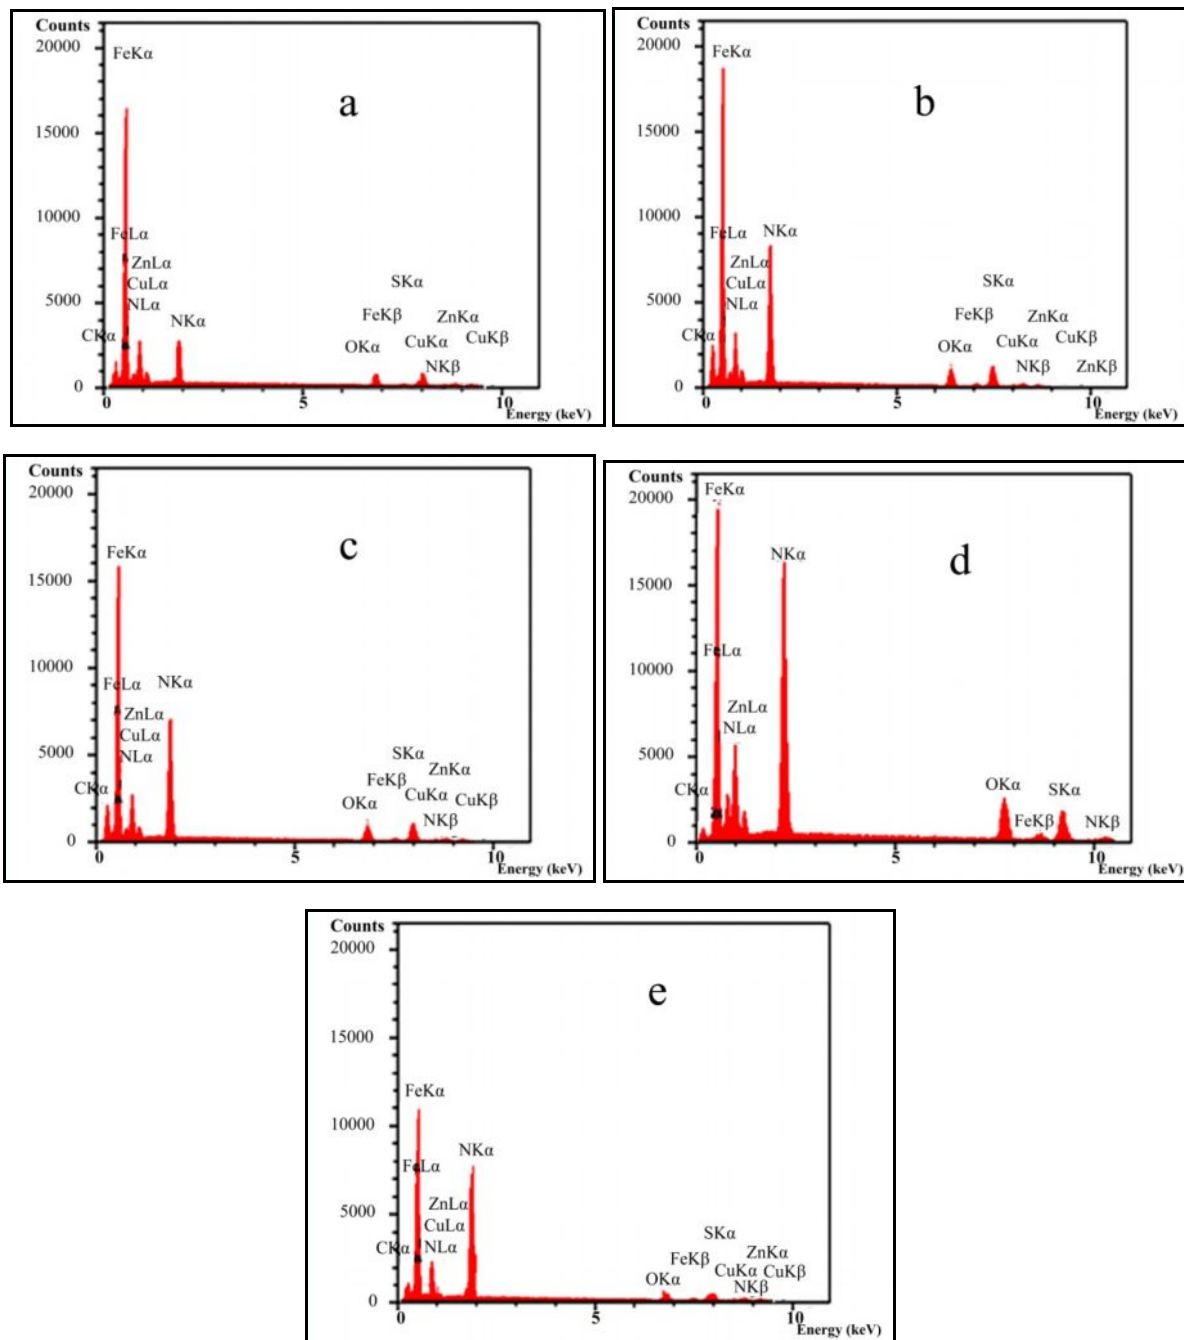 Counts
20000
FeKα
a
15000
10000
FeLα
ZnLα
CuLα
NLα
5000
SKα
FeKβ
ZnKα
CKα
NKα
OKα
CuKα
CuKβ
NKβ
0
0
5
10
Energy (keV)
Counts
20000
FeKα
b
15000
10000
FeLα
NKα
ZnLα
CuLα
NLα
5000
SKα
FeKβ
ZnKα
CKα
OKα
CuKα
CuKβ
NKβ
ZnKβ
0
0
5
10
Energy (keV)
Counts
20000
FeKα
c
15000
10000
FeLα
NKα
ZnLα
CuLα
NLα
5000
SKα
ZnKα
FeKβ
CKα
OKα
CuKα
CuKβ
NKβ
0
0
5
10
Energy (keV)
Counts
20000
FeKα
NKα
d
15000
FeLα
10000
ZnLα
NLα
5000
CKα
OKα
SKα
FeKβ
NKβ
0
0
5
10
Energy (keV)
Counts
20000
e
15000
FeKα
10000
NKα
FeLα
ZnLα
CuLα
NLα
5000
SKα
CKα
FeKβ
ZnKα
OKα
CuKα
CuKβ
NKβ
0
0
5
10
Energy (keV)